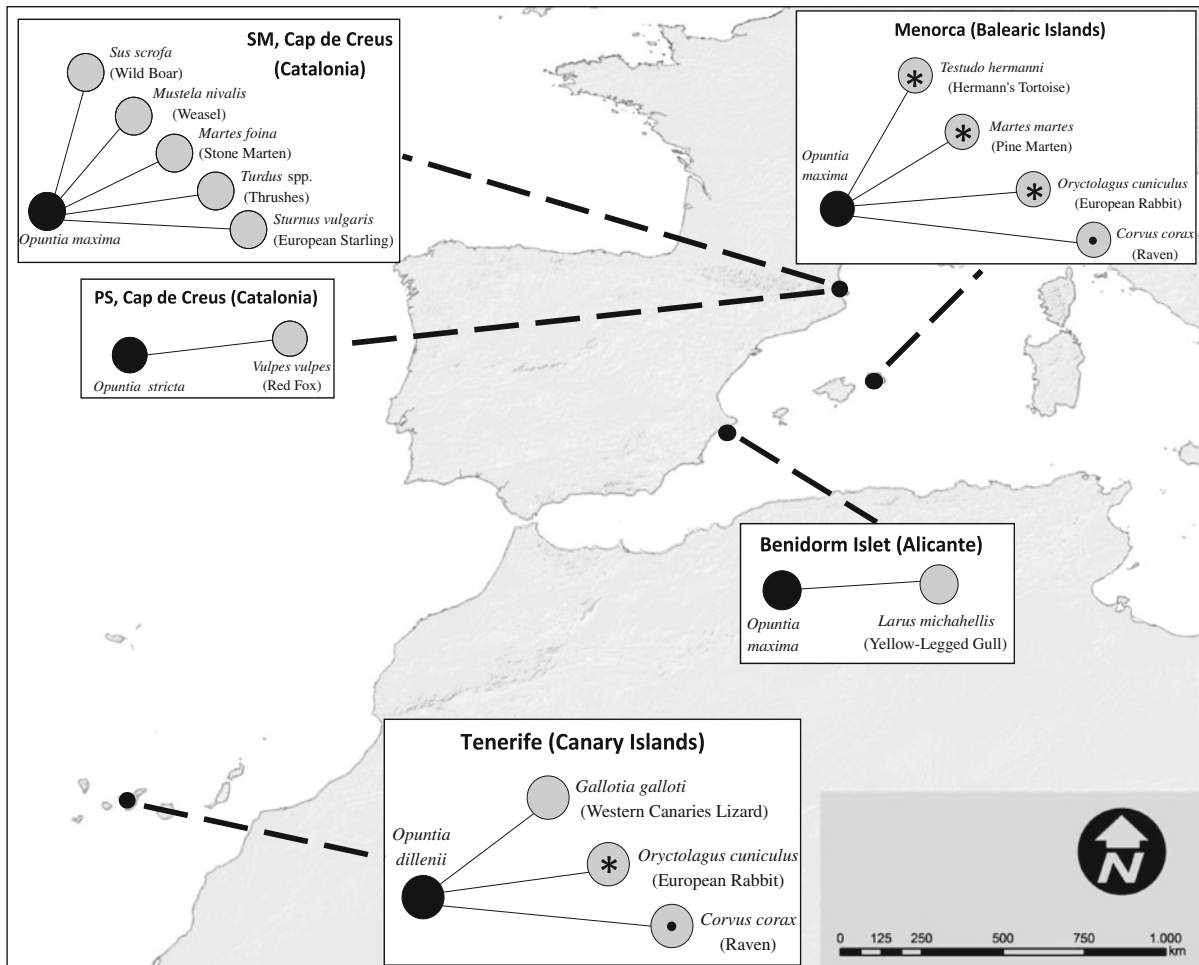 SM, Cap de Creus
(Catalonia)
Sus scrofa
(Wild Boar)
Mustela nivalis
(Weasel)
Martes foina
(Stone Marten)
Turdus spp.
(Thrushes)
Sturnus vulgaris
(European Starling)
Opuntia maxima
Menorca (Balearic Islands)
Testudo hermanni
(Hermann's Tortoise)
*
Martes martes
(Pine Marten)
*
Opuntia
maxima
Oryctolagus cuniculus
(European Rabbit)
*
Corvus corax
(Raven)
PS, Cap de Creus (Catalonia)
Opuntia stricta
Vulpes vulpes
(Red Fox)
Benidorm Islet (Alicante)
Opuntia
maxima
Larus michahellis
(Yellow-Legged Gull)
Tenerife (Canary Islands)
Gallotia galloti
(Western Canaries Lizard)
Opuntia
dillenii
Oryctolagus cuniculus
(European Rabbit)
*
Corvus corax
(Raven)
N
0 125 250 500 750 1.000
km